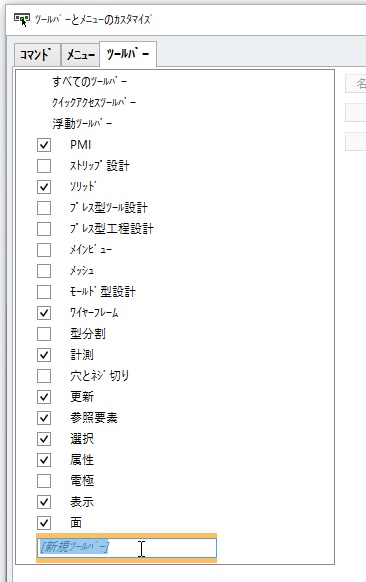 ﾂｰﾙﾊﾞｰとﾒﾆｭｰのｶｽﾀﾏｲｽﾞ
ｺﾏﾝﾄﾞ ﾒﾆｭｰ ﾂｰﾙﾊﾞｰ
すべてのﾂｰﾙﾊﾞｰ
名
ｸｲｯｸｱｸｾｽﾂｰﾙﾊﾞｰ
浮動ﾂｰﾙﾊﾞｰ
PMI
ｽﾄﾘｯﾌﾟ設計
ｿﾘｯﾄﾞ
ﾌﾟﾚｽ型ﾂｰﾙ設計
ﾌﾟﾚｽ型工程設計
ﾒｲﾝﾋﾞｭｰ
ﾒｯｼｭ
ﾓｰﾙﾄﾞ型設計
ﾜｲﾔｰﾌﾚｰﾑ
型分割
計測
穴とﾈｼﾞ切り
更新
参照要素
選択
属性
電極
表示
面
[新規ﾂｰﾙﾊﾞｰ]